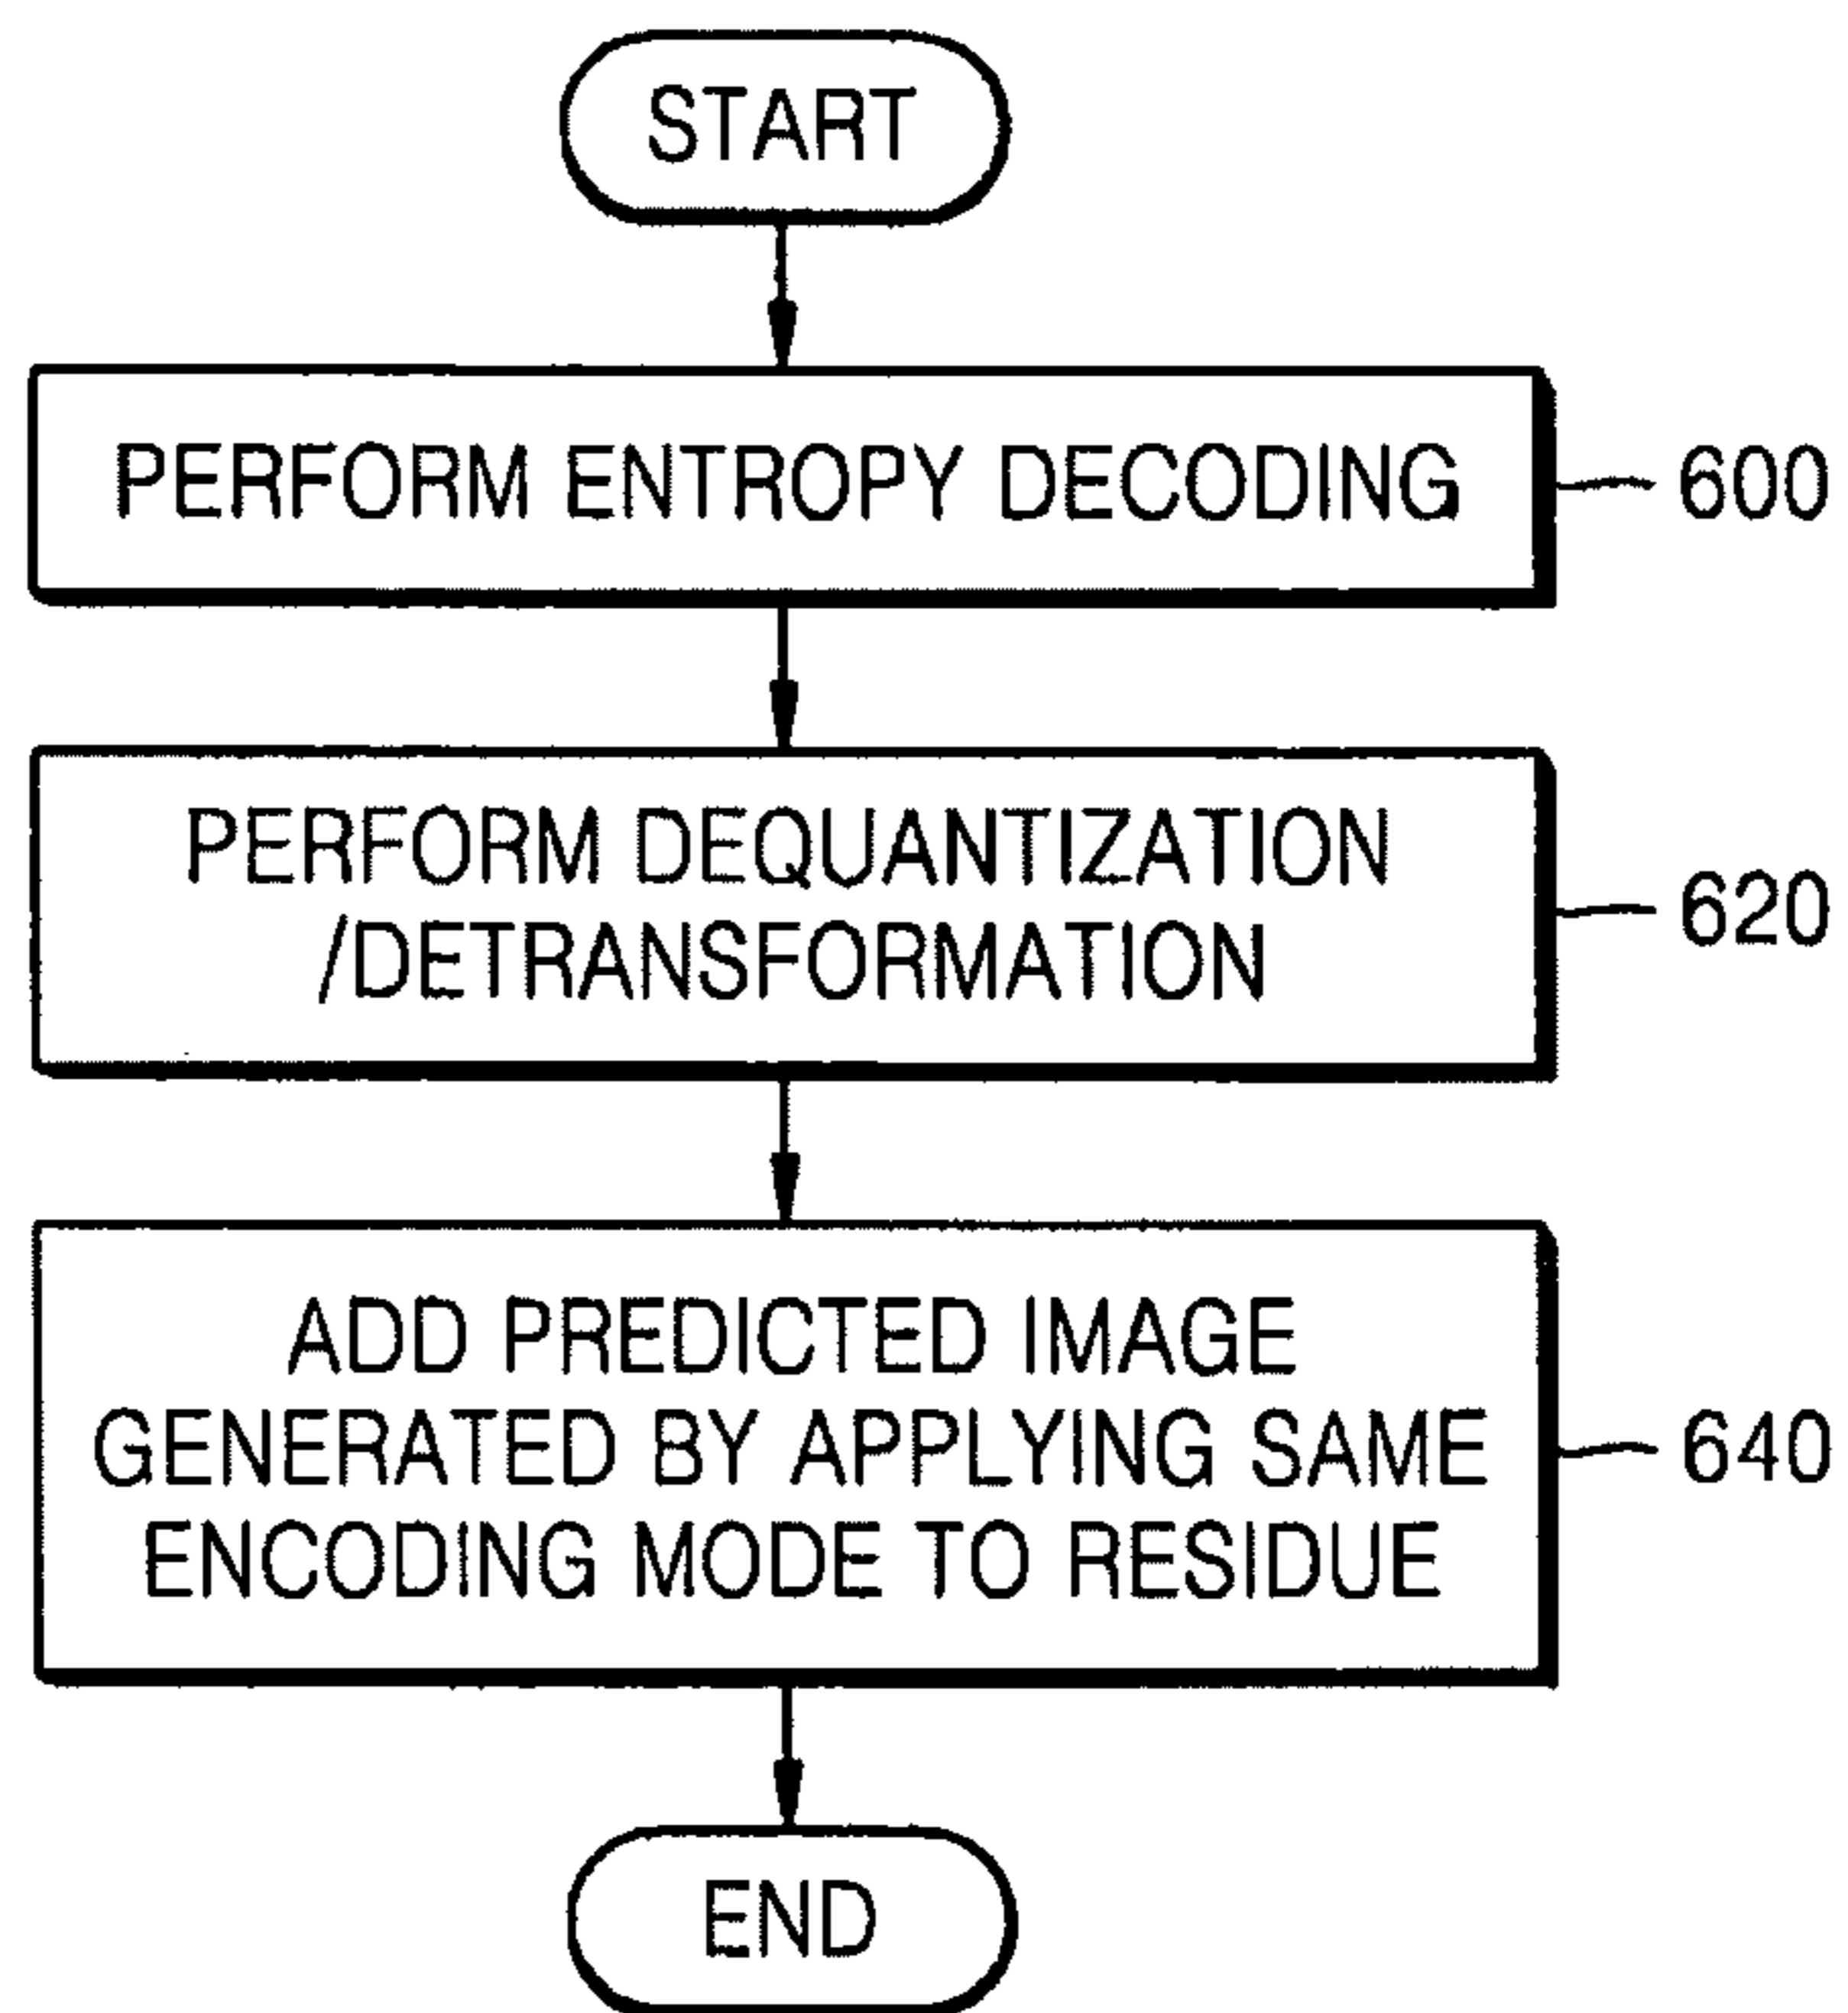 START
PERFORM ENTROPY DECODING
600
PERFORM DEQUANTIZATION
/DETRANSFORMATION
620
ADD PREDICTED IMAGE
GENERATED BY APPLYING SAME
ENCODING MODE TO RESIDUE
640
END